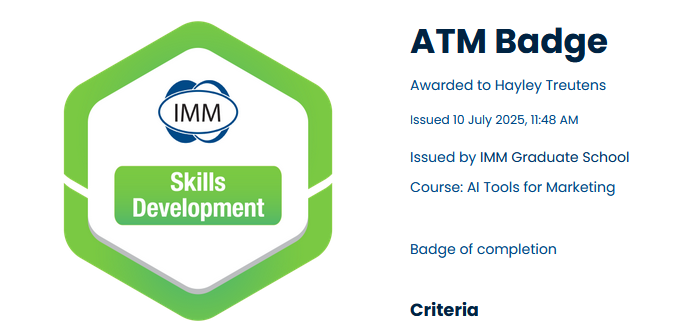 IMM
Skills
Development
ATM Badge
Awarded to Hayley Treutens
Issued 10 July 2025, 11:48 AM
Issued by IMM Graduate School
Course: AI Tools for Marketing
Badge of completion
Criteria